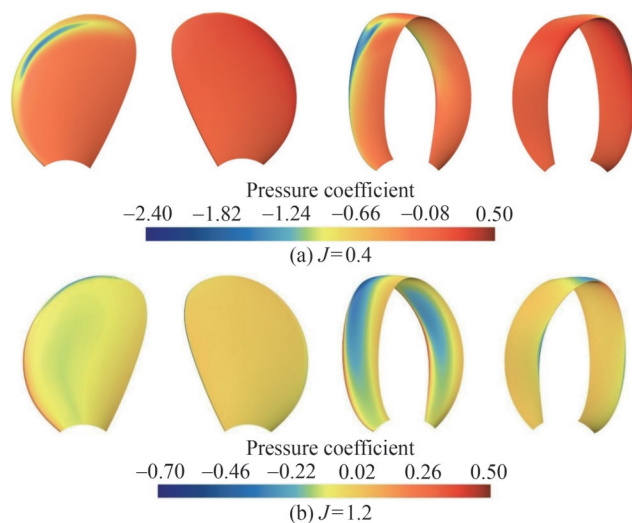 Pressure coefficient
−2.40 −1.82 −1.24 −0.66 −0.08 0.50
(a) J=0.4
Pressure coefficient
−0.70 −0.46 −0.22 0.02 0.26 0.50
(b) J=1.2